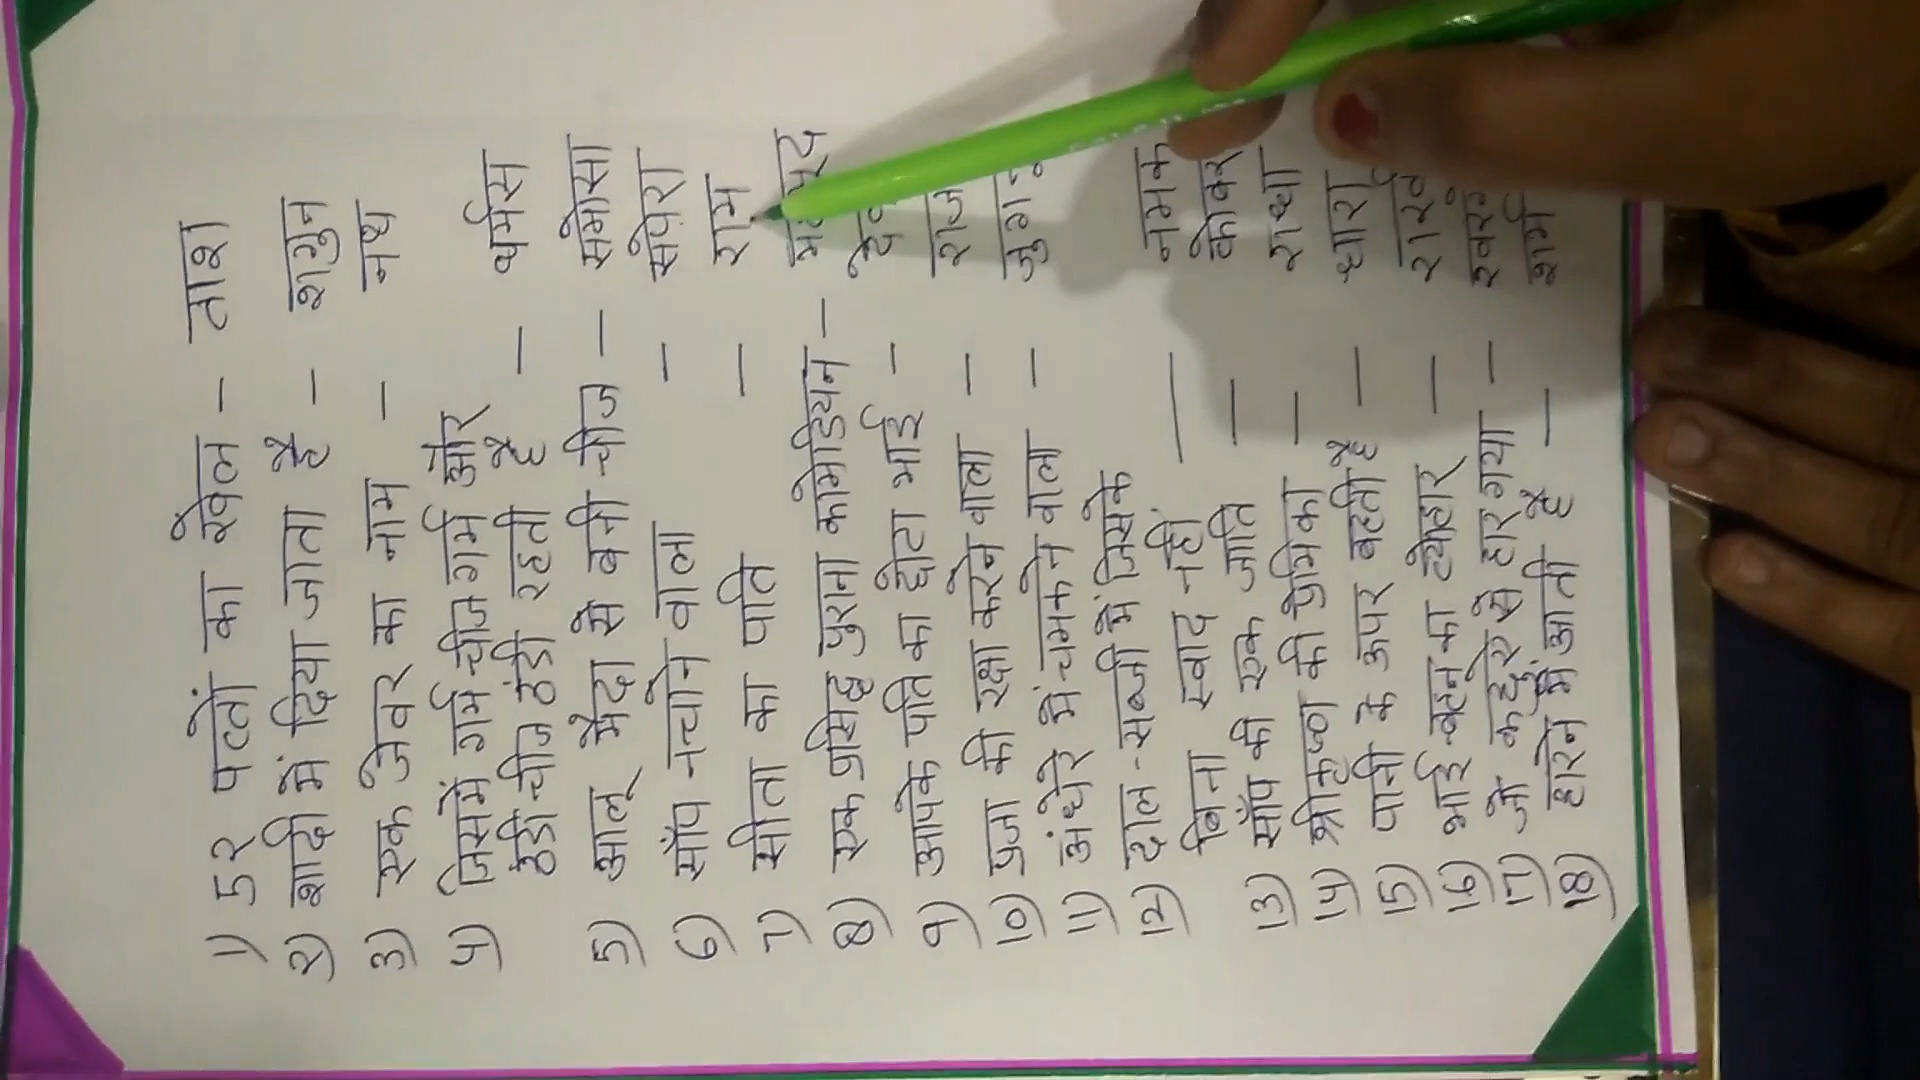 1) 52 पत्तों का खेल - ताश
2) शादी में दिया जाता है - शगुन
3) एक जेवर का नाम - नथ
4) जिसमें गर्म चीज गर्म और
ठंडी चीज ठंडी रहती है - थर्मस
5) आलू मैदा से बनी चीज - समोसा
6) साँप नचाने वाला - सपेरा
7) सीता का पति - राम
8) एक प्रसिद्ध पुराना कॉमेडियन -
9) आपके पति का छोटा भाई -
10) प्रजा की रक्षा करने वाला -
11) अंधेरे में चमकने वाला -
12) दाल-सब्जी में जिसके
बिना स्वाद नहीं - नमक
13) साँप की एक जाति -
14) श्रीकृष्ण की प्रेमिका - राधा
15) पानी के ऊपर बहती है - धारा
16) भाई-बहन का त्यौहार -
17) जो कछुए से हार गया -
18) हारने में आती है - शर्म